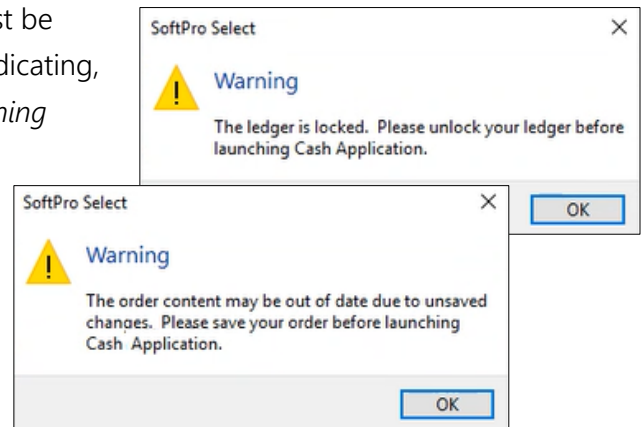 st be
dicating,
ning
SoftPro Select
Warning
The ledger is locked.  Please unlock your ledger before
launching Cash Application.
OK
SoftPro Select
Warning
The order content may be out of date due to unsaved
changes.  Please save your order before launching
Cash  Application.
OK